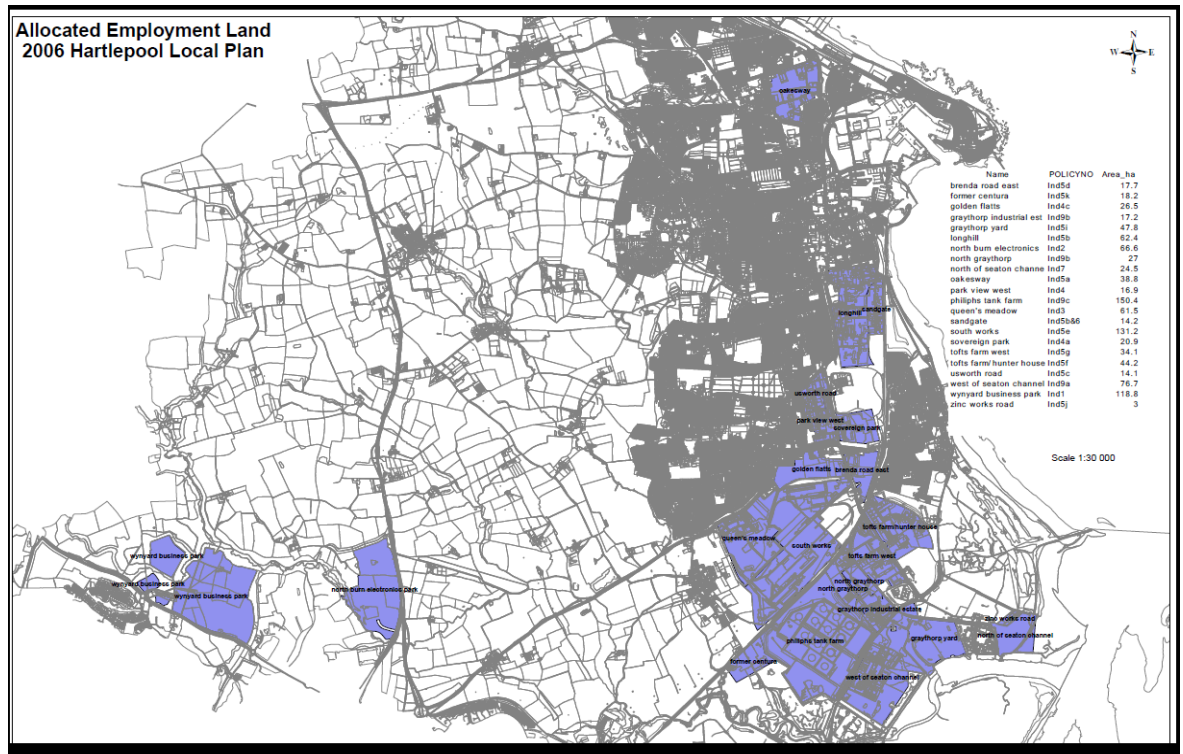 Allocated Employment Land
2006 Hartlepool Local Plan
N
W E
S
oakesway
Name POLICYNO Area_ha
brenda road east Ind5d 17.7
former centura Ind5k 18.2
golden flatts Ind4c 26.5
graythorp industrial est Ind9b 17.2
graythorp yard Ind5i 47.8
longhill Ind5b 62.4
north burn electronics Ind2 66.6
north graythorp Ind9b 27
north of seaton channe Ind7 24.5
oakesway Ind5a 38.8
park view west Ind4 16.9
philiphs tank farm Ind9c 150.4
queen's meadow Ind3 61.5
sandgate Ind5b&6 14.2
south works Ind5e 131.2
sovereign park Ind4a 20.9
tofts farm west Ind5g 34.1
tofts farm/hunter house Ind5f 44.2
usworth road Ind5c 14.1
west of seaton channel Ind9a 76.7
wynyard business park Ind1 118.8
zinc works road Ind5j 3
Scale 1:30 000
longhill
sandgate
usworth road
park view west
sovereign park
golden flatts
brenda road east
tofts farm/hunter house
queen's meadow
south works
tofts farm west
wynyard business park
wynyard business park
wynyard business park
north burn electronics park
north graythorp
north graythorp
graythorp industrial estate
zinc works road
philiphs tank farm
graythorp yard
north of seaton channel
former centura
west of seaton channel